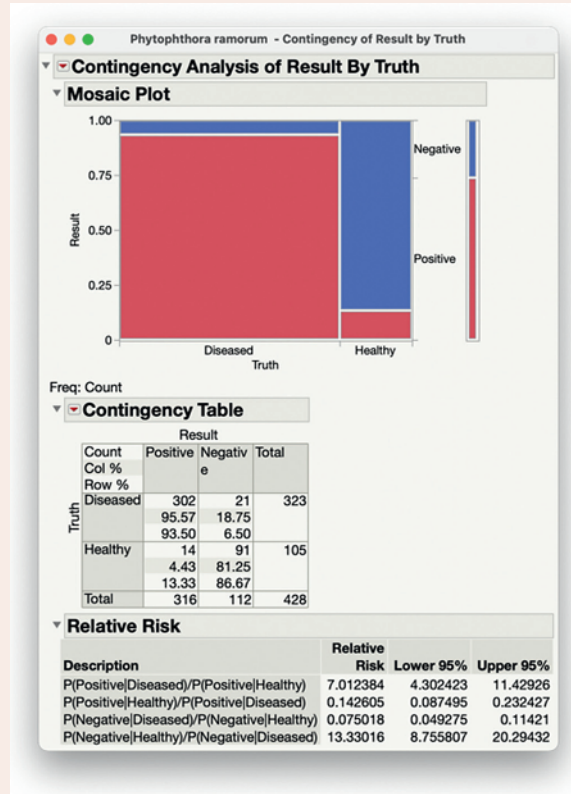 Phytophthora ramorum - Contingency of Result by Truth
Contingency Analysis of Result By Truth
Mosaic Plot
1.00
0.75
0.50
0.25
0
Result
Negative
Positive
Diseased Healthy
Truth
Freq: Count
Contingency Table
Result
Truth
Count Positive Negativ Total
Col % e
Row %
Diseased 302 21 323
95.57 18.75
93.50 6.50
Healthy 14 91 105
4.43 81.25
13.33 86.67
Total 316 112 428
Relative Risk
Relative
Description Risk Lower 95% Upper 95%
P(Positive|Diseased)/P(Positive|Healthy) 7.012384 4.302423 11.42926
P(Positive|Healthy)/P(Positive|Diseased) 0.142605 0.087495 0.232427
P(Negative|Diseased)/P(Negative|Healthy) 0.075018 0.049275 0.11421
P(Negative|Healthy)/P(Negative|Diseased) 13.33016 8.755807 20.29432